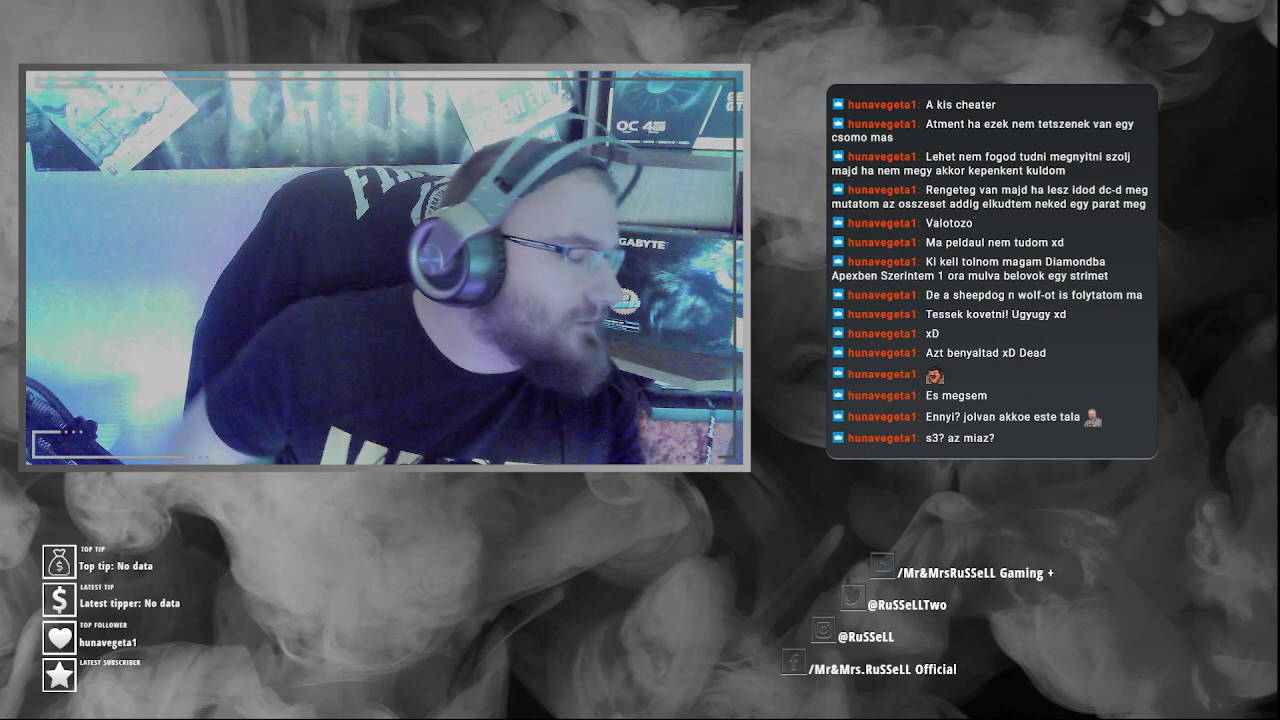 QC 4
GABYTE
FIN
hunavegeta1: A kis cheater
hunavegeta1: Atment ha ezek nem tetszenek van egy
csomo mas
hunavegeta1: Lehet nem fogod tudni megnyitni szolj
majd ha nem megy akkor kepenkent kuldom
hunavegeta1: Rengeteg van majd ha lesz idod dc-d meg
mutatom az osszeset addig elkudtem neked egy parat meg
hunavegeta1: Valotozo
hunavegeta1: Ma peldaul nem tudom xd
hunavegeta1: Ki kell tolnom magam Diamondba
Apexben Szerintem 1 ora mulva belovok egy strimet
hunavegeta1: De a sheepdog n wolf-ot is folytatom ma
hunavegeta1: Tessek kovetni! Ugyugy xd
hunavegeta1: xD
hunavegeta1: Azt benyaltad xD Dead
hunavegeta1:
hunavegeta1: Es megsem
hunavegeta1: Ennyi? jolvan akkoe este tala
hunavegeta1: s3? az miaz?
TOP TIP
Top tip: No data
LATEST TIP
Latest tipper: No data
TOP FOLLOWER
hunavegeta1
LATEST SUBSCRIBER
/Mr&MrsRuSSeLL Gaming +
@RuSSeLLTwo
@RuSSeLL
/Mr&Mrs.RuSSeLL Official